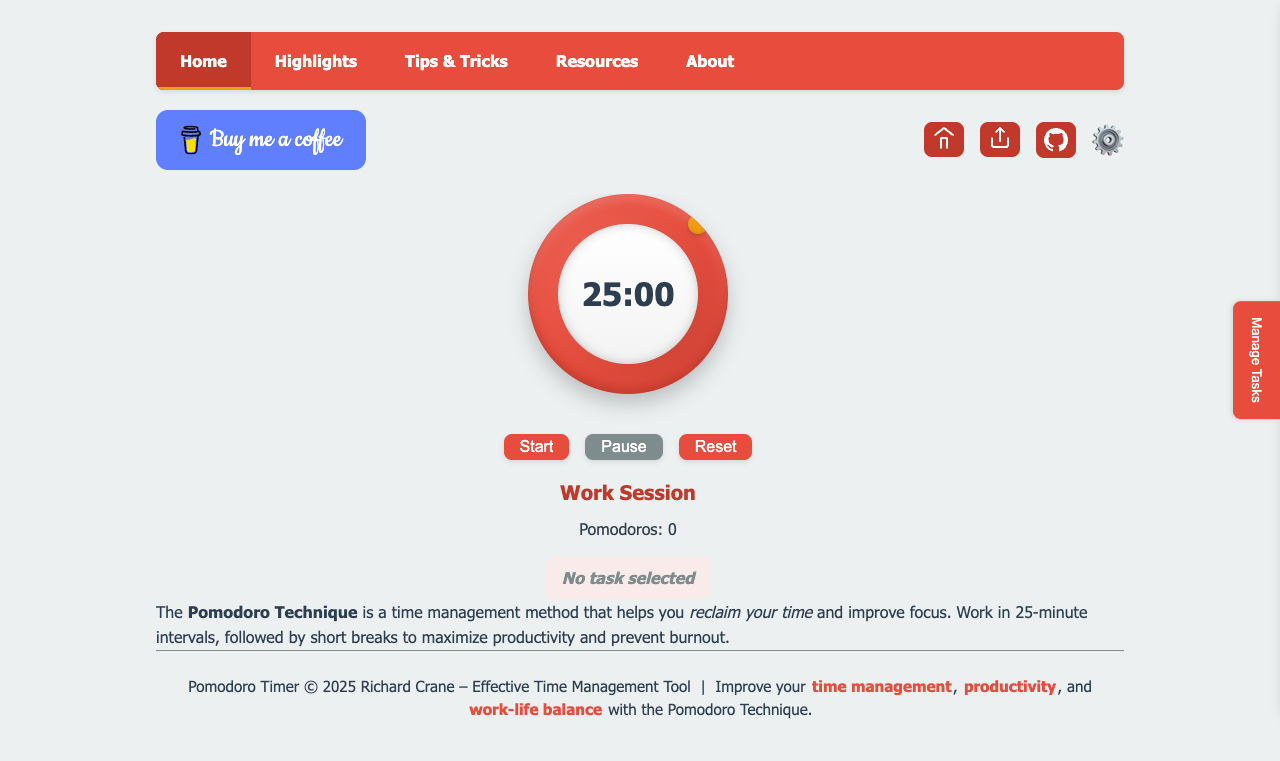 Home Highlights Tips & Tricks Resources About
Buy me a coffee
25:00
Manage Tasks
Start Pause Reset
Work Session
Pomodoros: 0
No task selected
The Pomodoro Technique is a time management method that helps you reclaim your time and improve focus. Work in 25-minute
intervals, followed by short breaks to maximize productivity and prevent burnout.
Pomodoro Timer © 2025 Richard Crane – Effective Time Management Tool | Improve your time management, productivity, and
work-life balance with the Pomodoro Technique.